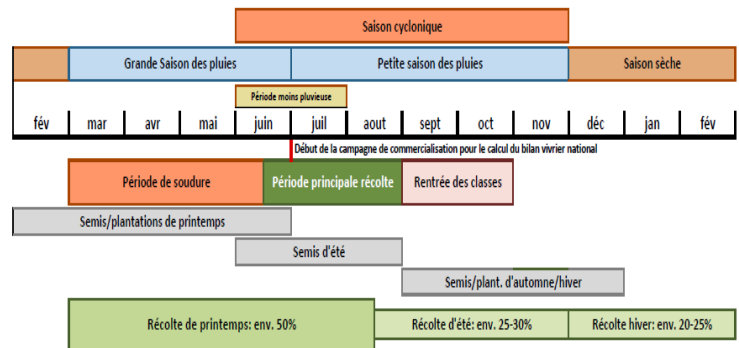 Saison cyclonique
Grande Saison des pluies
Petite saison des pluies
Saison sèche
Période moins pluvieuse
fév mar avr mai juin juil aout sept oct nov déc jan fév
Début de la campagne de commercialisation pour le calcul du bilan vivrier national
Période de soudure
Période principale récolte
Rentrée des classes
Semis/plantations de printemps
Semis d'été
Semis/plant. d'automne/hiver
Récolte de printemps: env. 50%
Récolte d'été: env. 25-30%
Récolte hiver: env. 20-25%